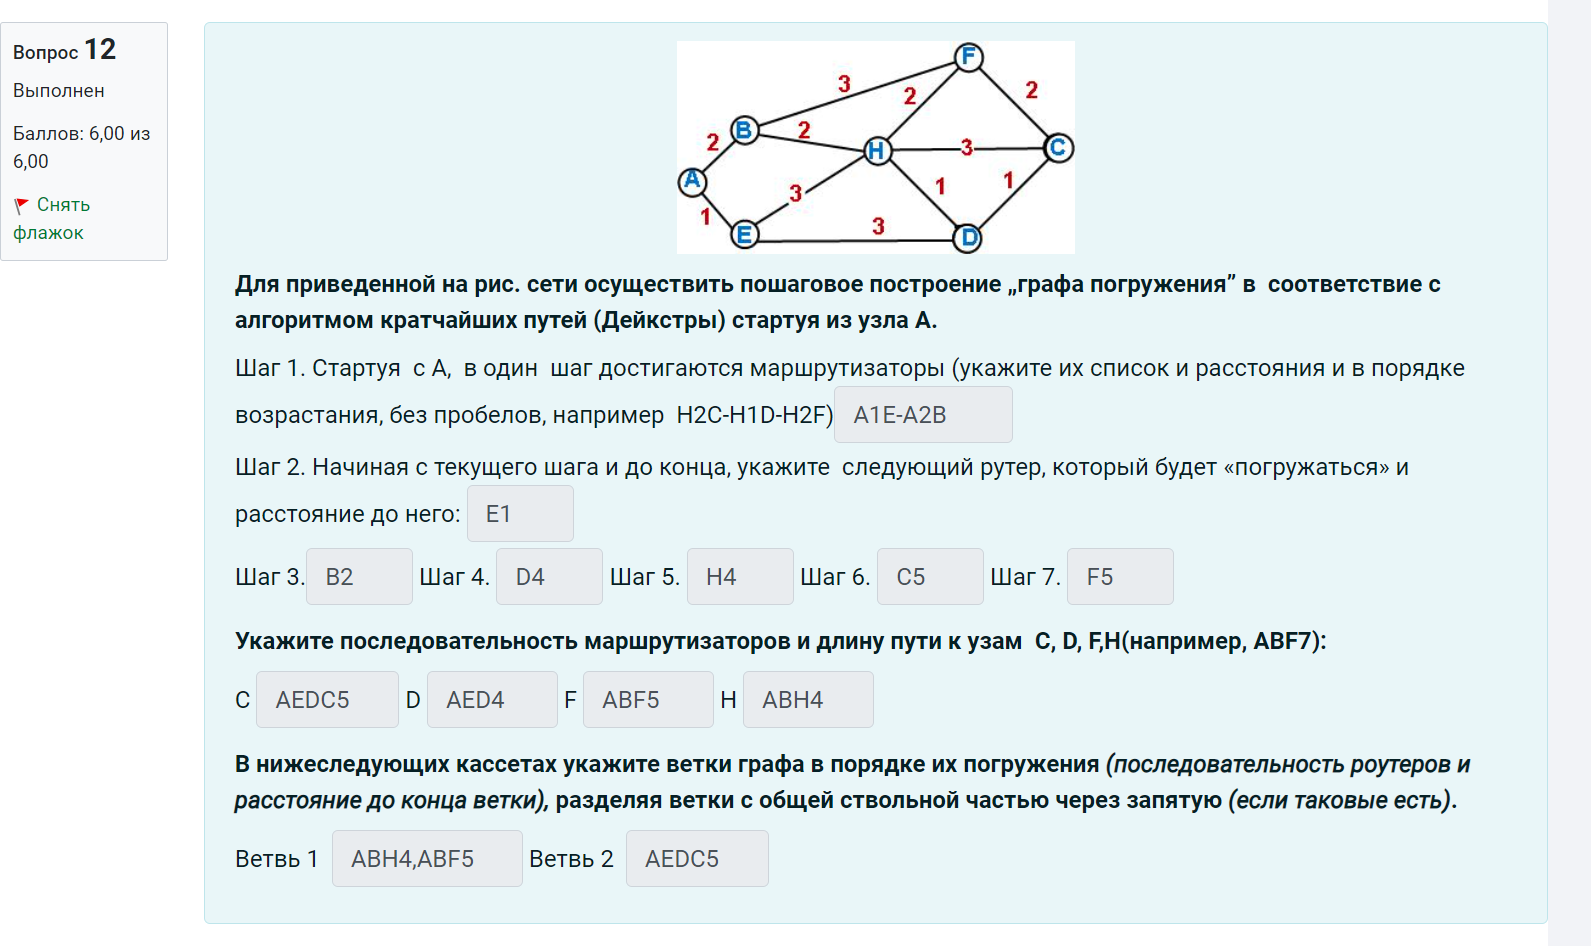 Вопрос 12
Выполнен
Баллов: 6,00 из
6,00
Снять
флажок
F
3
2
2
B
2
2
H
3
C
A
3
1
1
1
E
3
D
Для приведенной на рис. сети осуществить пошаговое построение „графа погружения” в соответствие с
алгоритмом кратчайших путей (Дейкстры) стартуя из узла А.
Шаг 1. Стартуя с А, в один шаг достигаются маршрутизаторы (укажите их список и расстояния и в порядке
возрастания, без пробелов, например H2C-H1D-H2F) A1E-A2B
Шаг 2. Начиная с текущего шага и до конца, укажите следующий рутер, который будет «погружаться» и
расстояние до него: E1
Шаг 3. B2 Шаг 4. D4 Шаг 5. H4 Шаг 6. C5 Шаг 7. F5
Укажите последовательность маршрутизаторов и длину пути к узам C, D, F,H(например, ABF7):
C AEDC5 D AED4 F ABF5 H ABH4
В нижеследующих кассетах укажите ветки графа в порядке их погружения (последовательность роутеров и
расстояние до конца ветки), разделяя ветки с общей ствольной частью через запятую (если таковые есть).
Ветвь 1 ABH4,ABF5 Ветвь 2 AEDC5